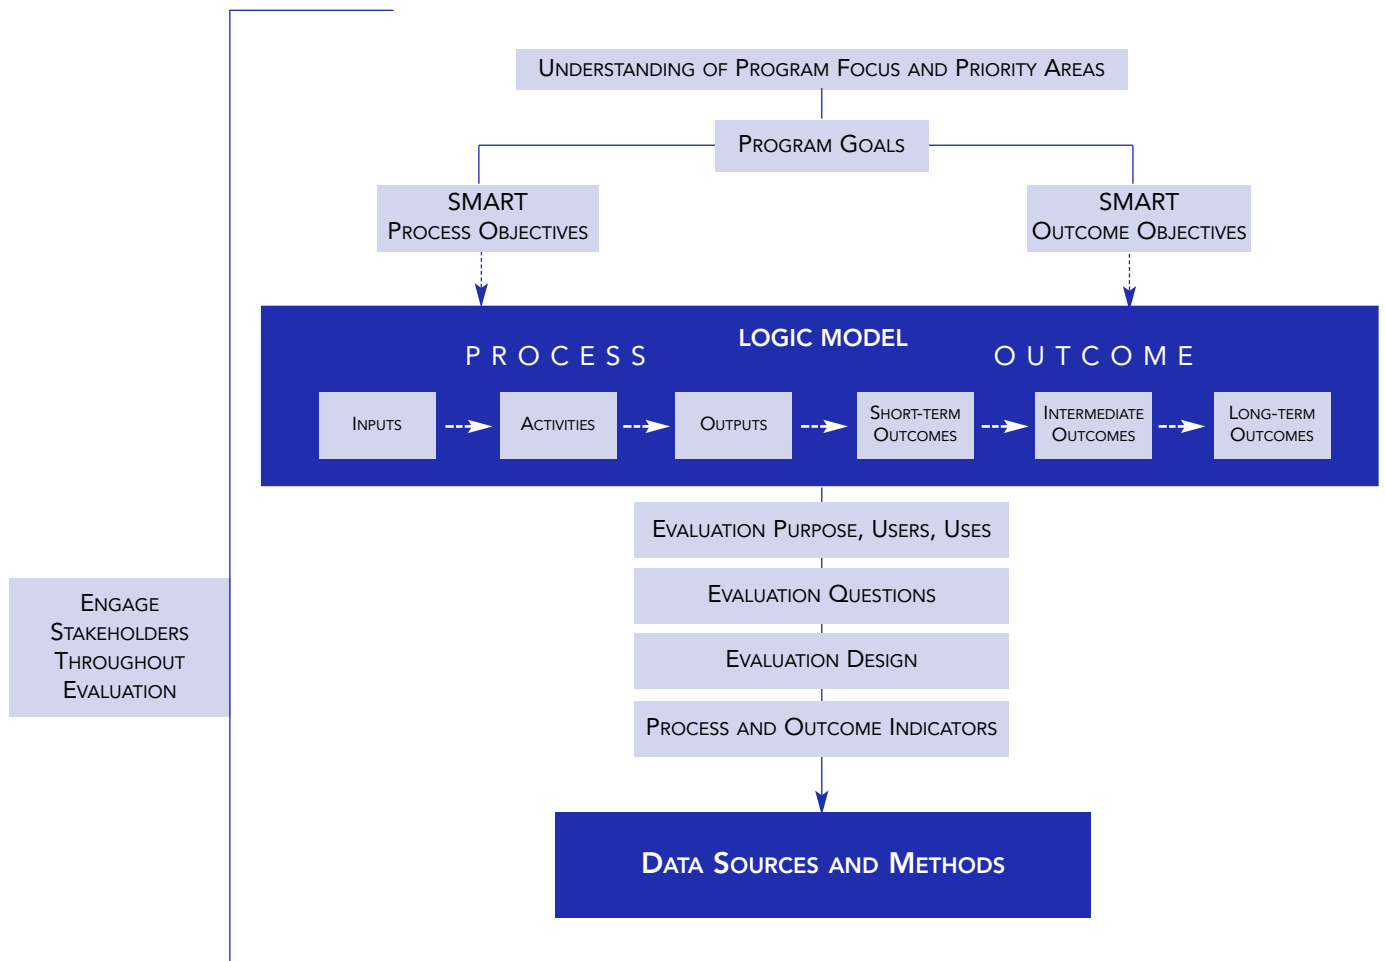 Understanding of Program Focus and Priority Areas
Program Goals
SMART
Process Objectives
SMART
Outcome Objectives
LOGIC MODEL
PROCESS
OUTCOME
Inputs
Activities
Outputs
Short-term
Outcomes
Intermediate
Outcomes
Long-term
Outcomes
Evaluation Purpose, Users, Uses
Evaluation Questions
Evaluation Design
Process and Outcome Indicators
Engage
Stakeholders
Throughout
Evaluation
Data Sources and Methods